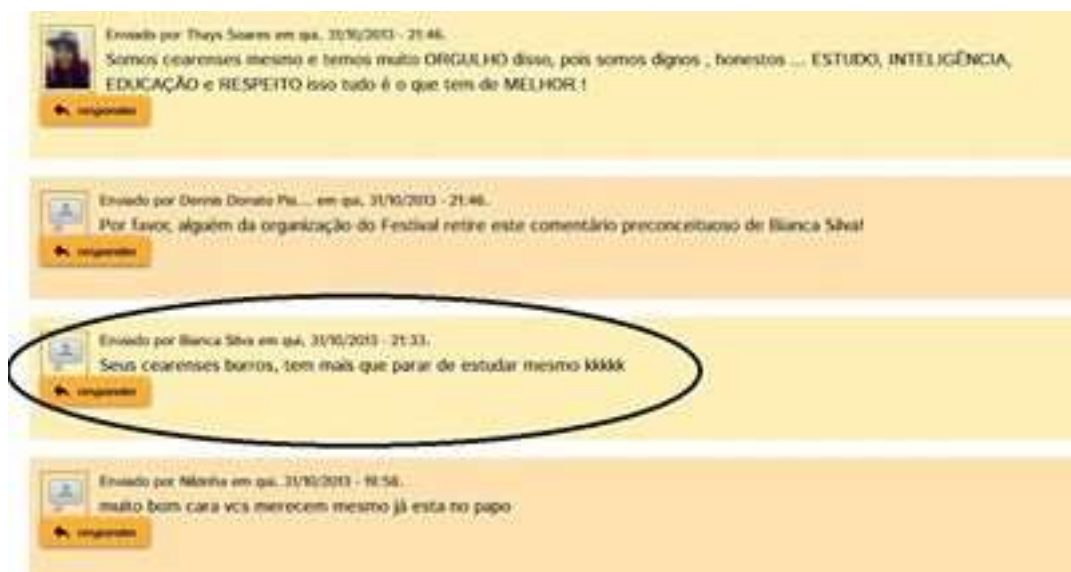 Enviado por Thays Soares em qui, 31/10/2013 - 21:46.
Somos cearenses mesmo e temos muito ORGULHO disso, pois somos dignos , honestos ... ESTUDO, INTELIGÊNCIA,
EDUCAÇÃO e RESPEITO isso tudo é o que tem de MELHOR !
responder
Enviado por Dennis Donato Pia... em qui, 31/10/2013 - 21:46.
Por favor, alguém da organização do Festival retire este comentário preconceituoso de Bianca Silva!
responder
Enviado por Bianca Silva em qui, 31/10/2013 - 21:33.
Seus cearenses burros, tem mais que parar de estudar mesmo kkkkk
responder
Enviado por em qui, 31/10/2013 -
muito bom cara vcs merecem mesmo já esta no papo
responder